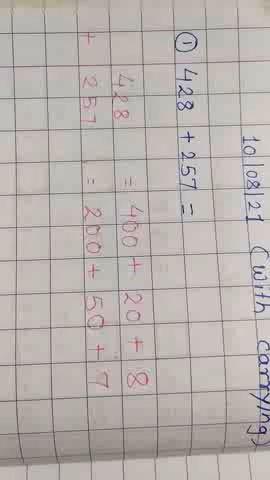 10/08/21 (with carrying)
① 428 + 257 =
428 = 400 + 20 + 8
+ 257 = 200 + 50 + 7